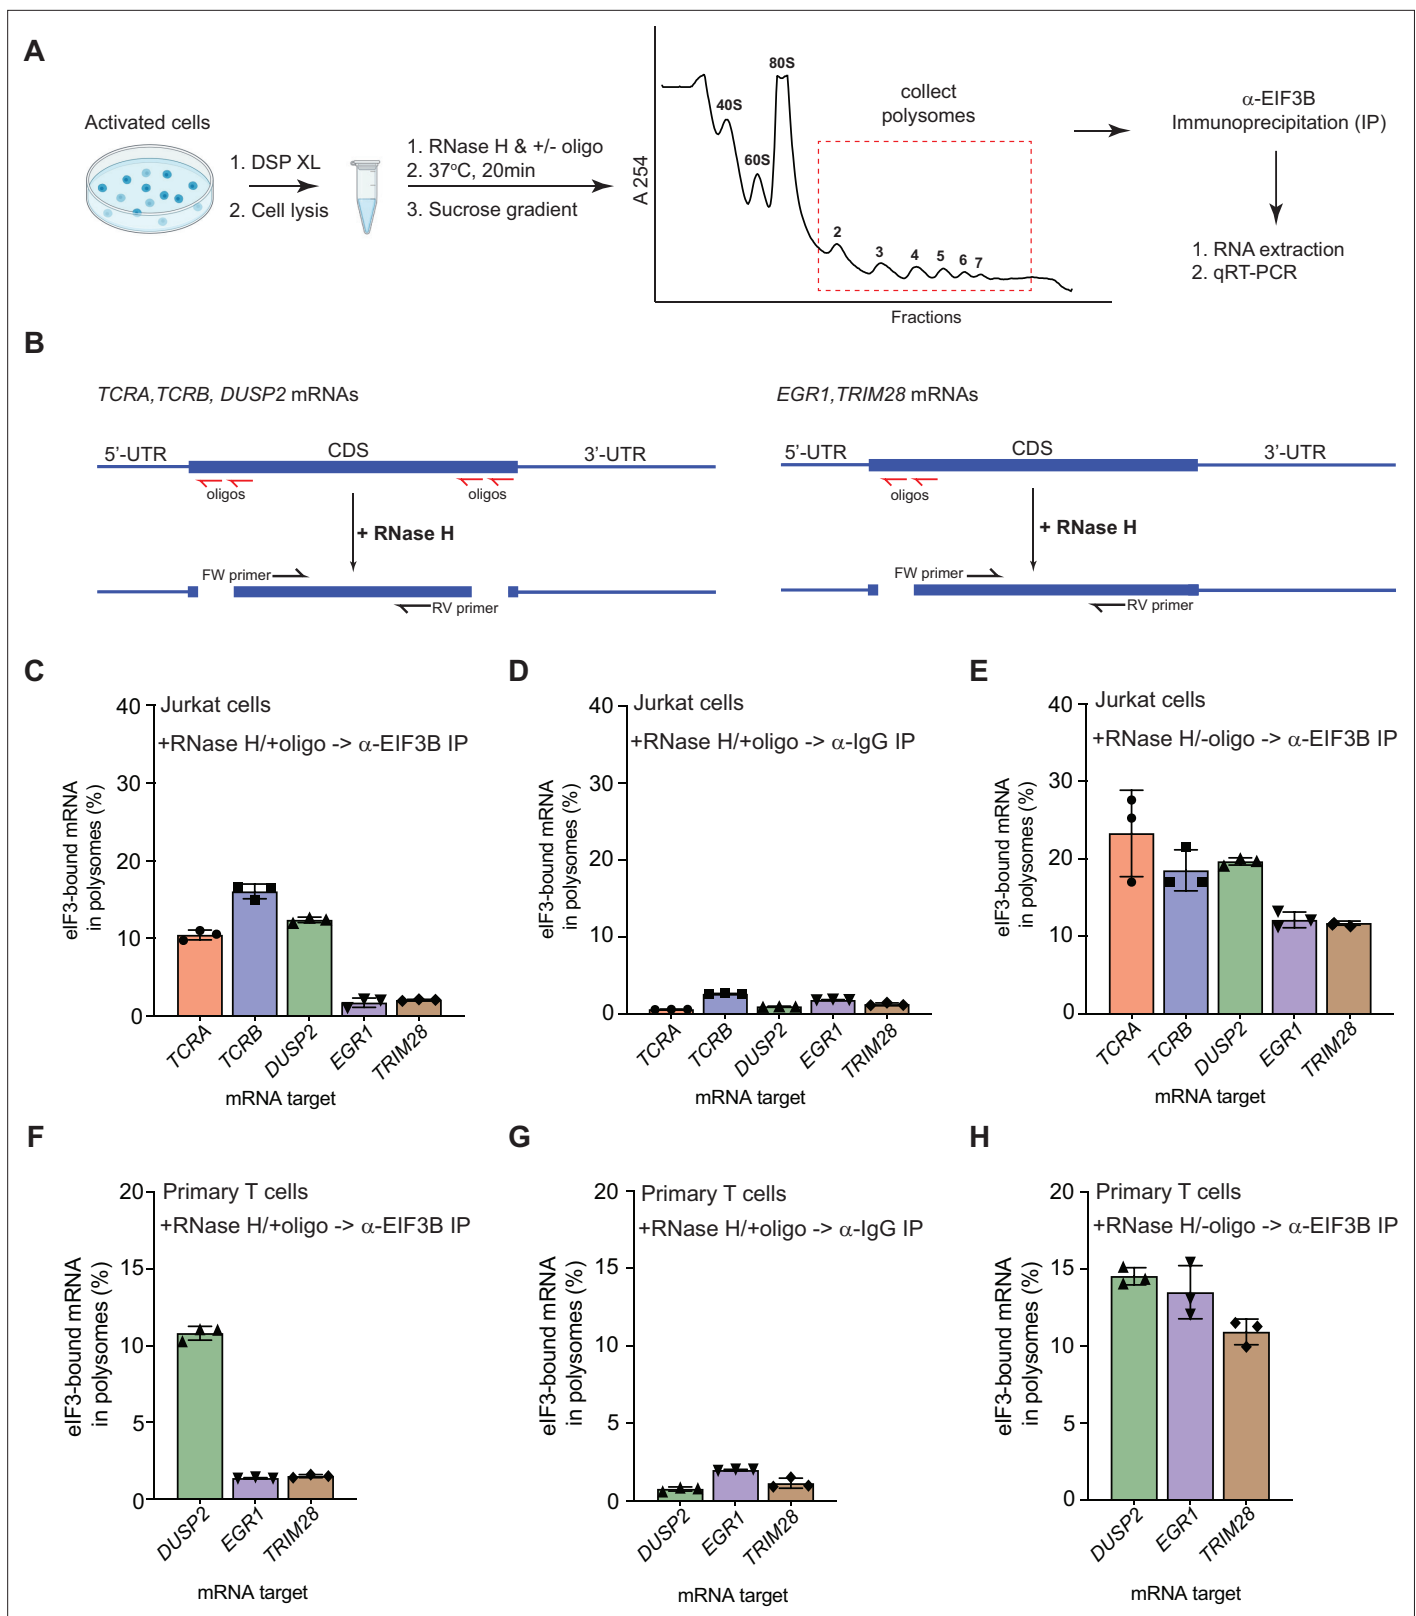 A
Activated cells
1. DSP XL
2. Cell lysis
1. RNase H & +/- oligo
2. 37°C, 20min
3. Sucrose gradient
A 254
40S
60S
80S
2
3
4
5
6
7
collect
polysomes
Fractions
α-EIF3B
Immunoprecipitation (IP)
1. RNA extraction
2. qRT-PCR
B
TCRA,TCRB, DUSP2 mRNAs
5'-UTR
CDS
3'-UTR
oligos
oligos
+ RNase H
FW primer
RV primer
EGR1,TRIM28 mRNAs
5'-UTR
CDS
3'-UTR
oligos
+ RNase H
FW primer
RV primer
C
Jurkat cells
+RNase H/+oligo -> α-EIF3B IP
eIF3-bound mRNA
in polysomes (%)
40
30
20
10
0
TCRA
TCRB
DUSP2
EGR1
TRIM28
mRNA target
D
Jurkat cells
+RNase H/+oligo -> α-IgG IP
eIF3-bound mRNA
in polysomes (%)
40
30
20
10
0
TCRA
TCRB
DUSP2
EGR1
TRIM28
mRNA target
E
Jurkat cells
+RNase H/-oligo -> α-EIF3B IP
eIF3-bound mRNA
in polysomes (%)
40
30
20
10
0
TCRA
TCRB
DUSP2
EGR1
TRIM28
mRNA target
F
Primary T cells
+RNase H/+oligo -> α-EIF3B IP
eIF3-bound mRNA
in polysomes (%)
20
15
10
5
0
DUSP2
EGR1
TRIM28
mRNA target
G
Primary T cells
+RNase H/+oligo -> α-IgG IP
eIF3-bound mRNA
in polysomes (%)
20
15
10
5
0
DUSP2
EGR1
TRIM28
mRNA target
H
Primary T cells
+RNase H/-oligo -> α-EIF3B IP
eIF3-bound mRNA
in polysomes (%)
20
15
10
5
0
DUSP2
EGR1
TRIM28
mRNA target